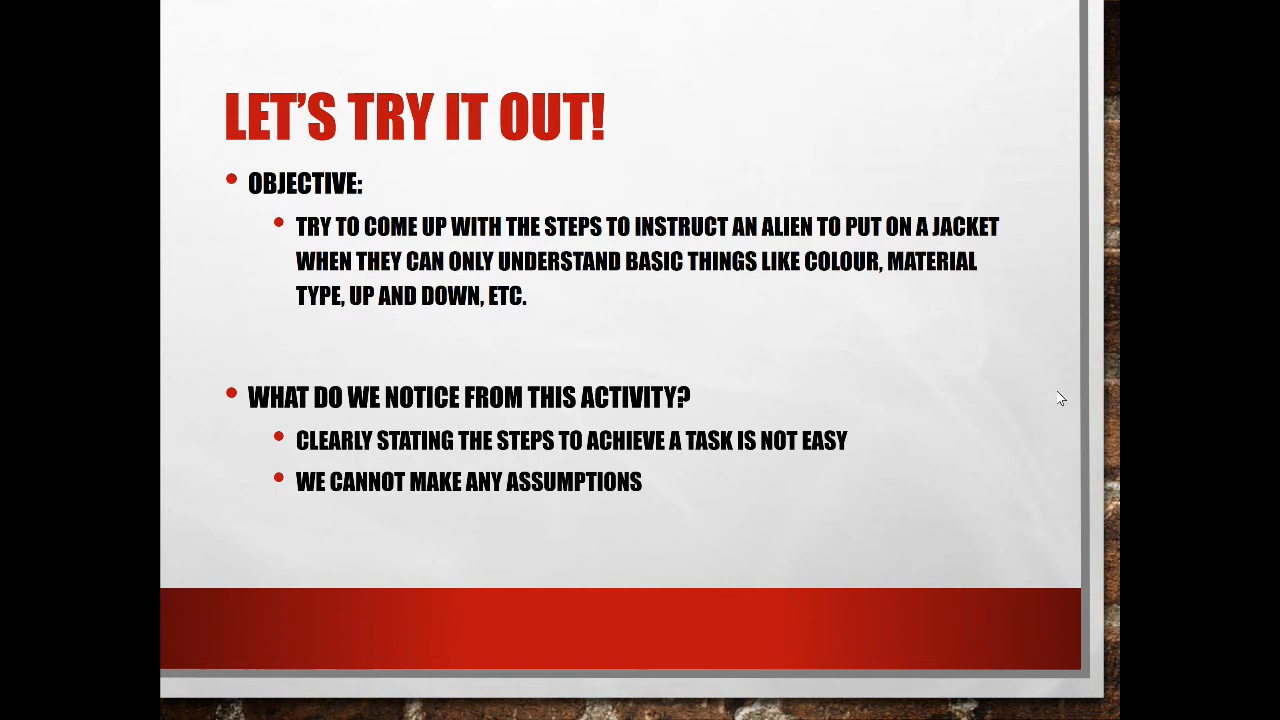 LET'S TRY IT OUT!
• OBJECTIVE:
• TRY TO COME UP WITH THE STEPS TO INSTRUCT AN ALIEN TO PUT ON A JACKET
WHEN THEY CAN ONLY UNDERSTAND BASIC THINGS LIKE COLOUR, MATERIAL
TYPE, UP AND DOWN, ETC.
• WHAT DO WE NOTICE FROM THIS ACTIVITY?
• CLEARLY STATING THE STEPS TO ACHIEVE A TASK IS NOT EASY
• WE CANNOT MAKE ANY ASSUMPTIONS